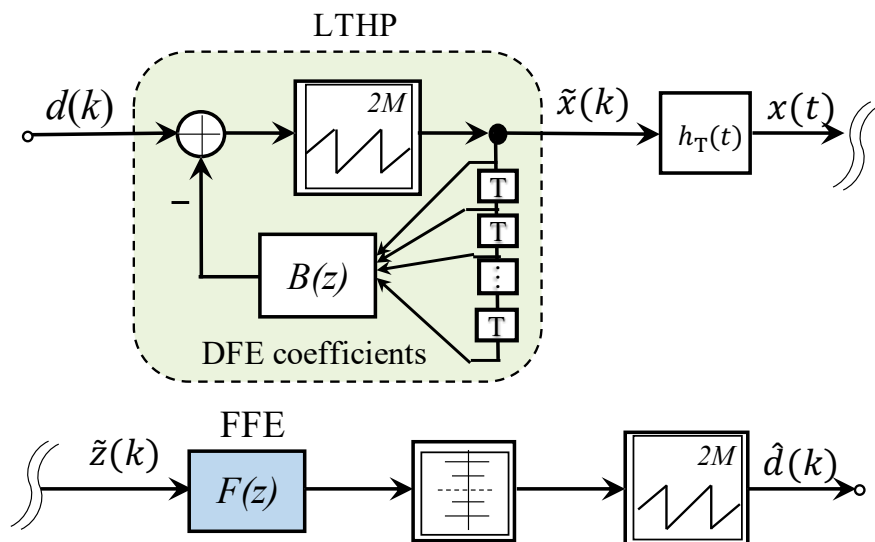 LTHP
d(k)
2M
x̃(k)
x(t)
h_T(t)
T
−
T
B(z)
⋮
T
DFE coefficients
FFE
z̃(k)
F(z)
2M
d̂(k)